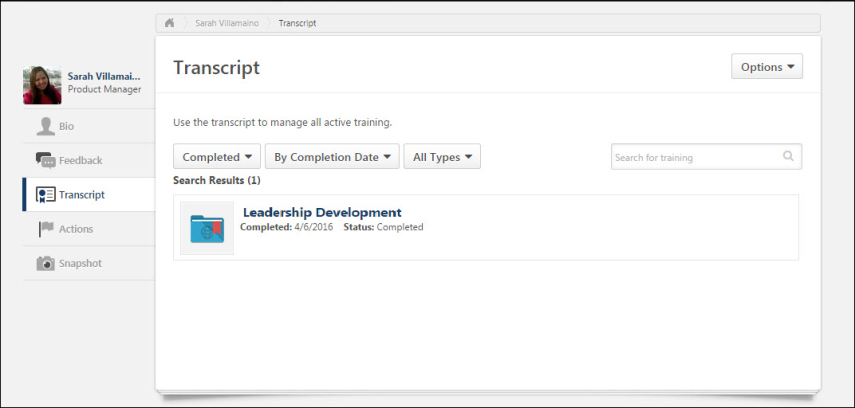 Sarah Villamaino
Transcript
Sarah Villamai...
Product Manager
Bio
Feedback
Transcript
Actions
Snapshot
Transcript
Options
Use the transcript to manage all active training.
Completed
By Completion Date
All Types
Search for training
Search Results (1)
Leadership Development
Completed: 4/6/2016 Status: Completed